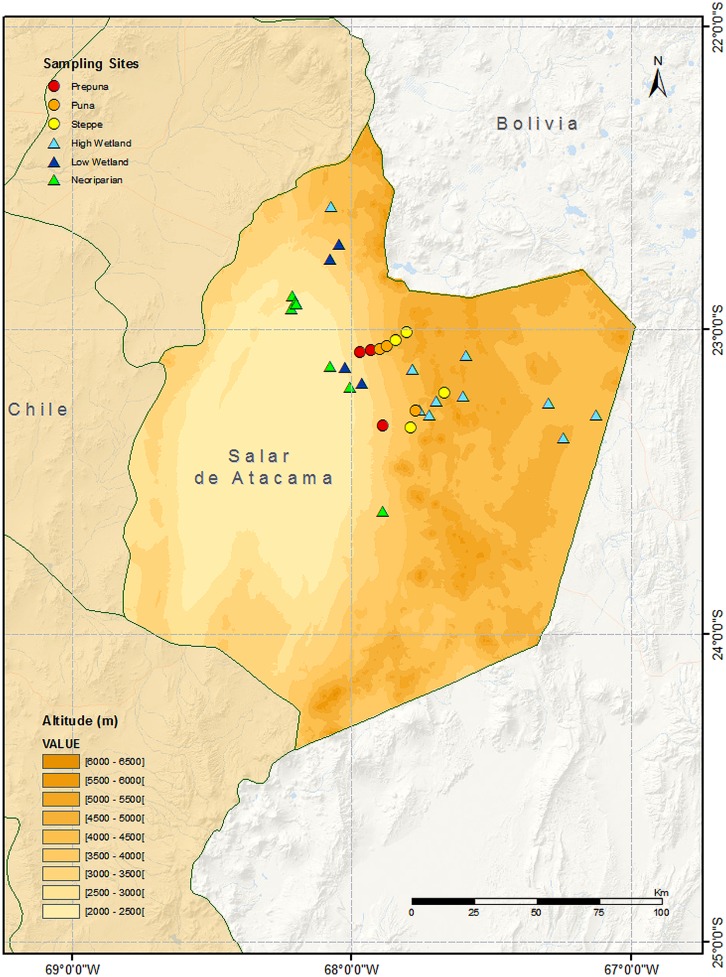 Sampling Sites
Prepuna
Puna
Steppe
High Wetland
Low Wetland
Neoriparian
N
Bolivia
Chile
Salar
de Atacama
22°0'0"S
23°0'0"S
24°0'0"S
25°0'0"S
Altitude (m)
VALUE
[6000 - 6500]
[5500 - 6000[
[5000 - 5500[
[4500 - 5000[
[4000 - 4500[
[3500 - 4000[
[3000 - 3500[
[2500 - 3000[
[2000 - 2500[
Km
0 25 50 75 100
69°0'0"W 68°0'0"W 67°0'0"W